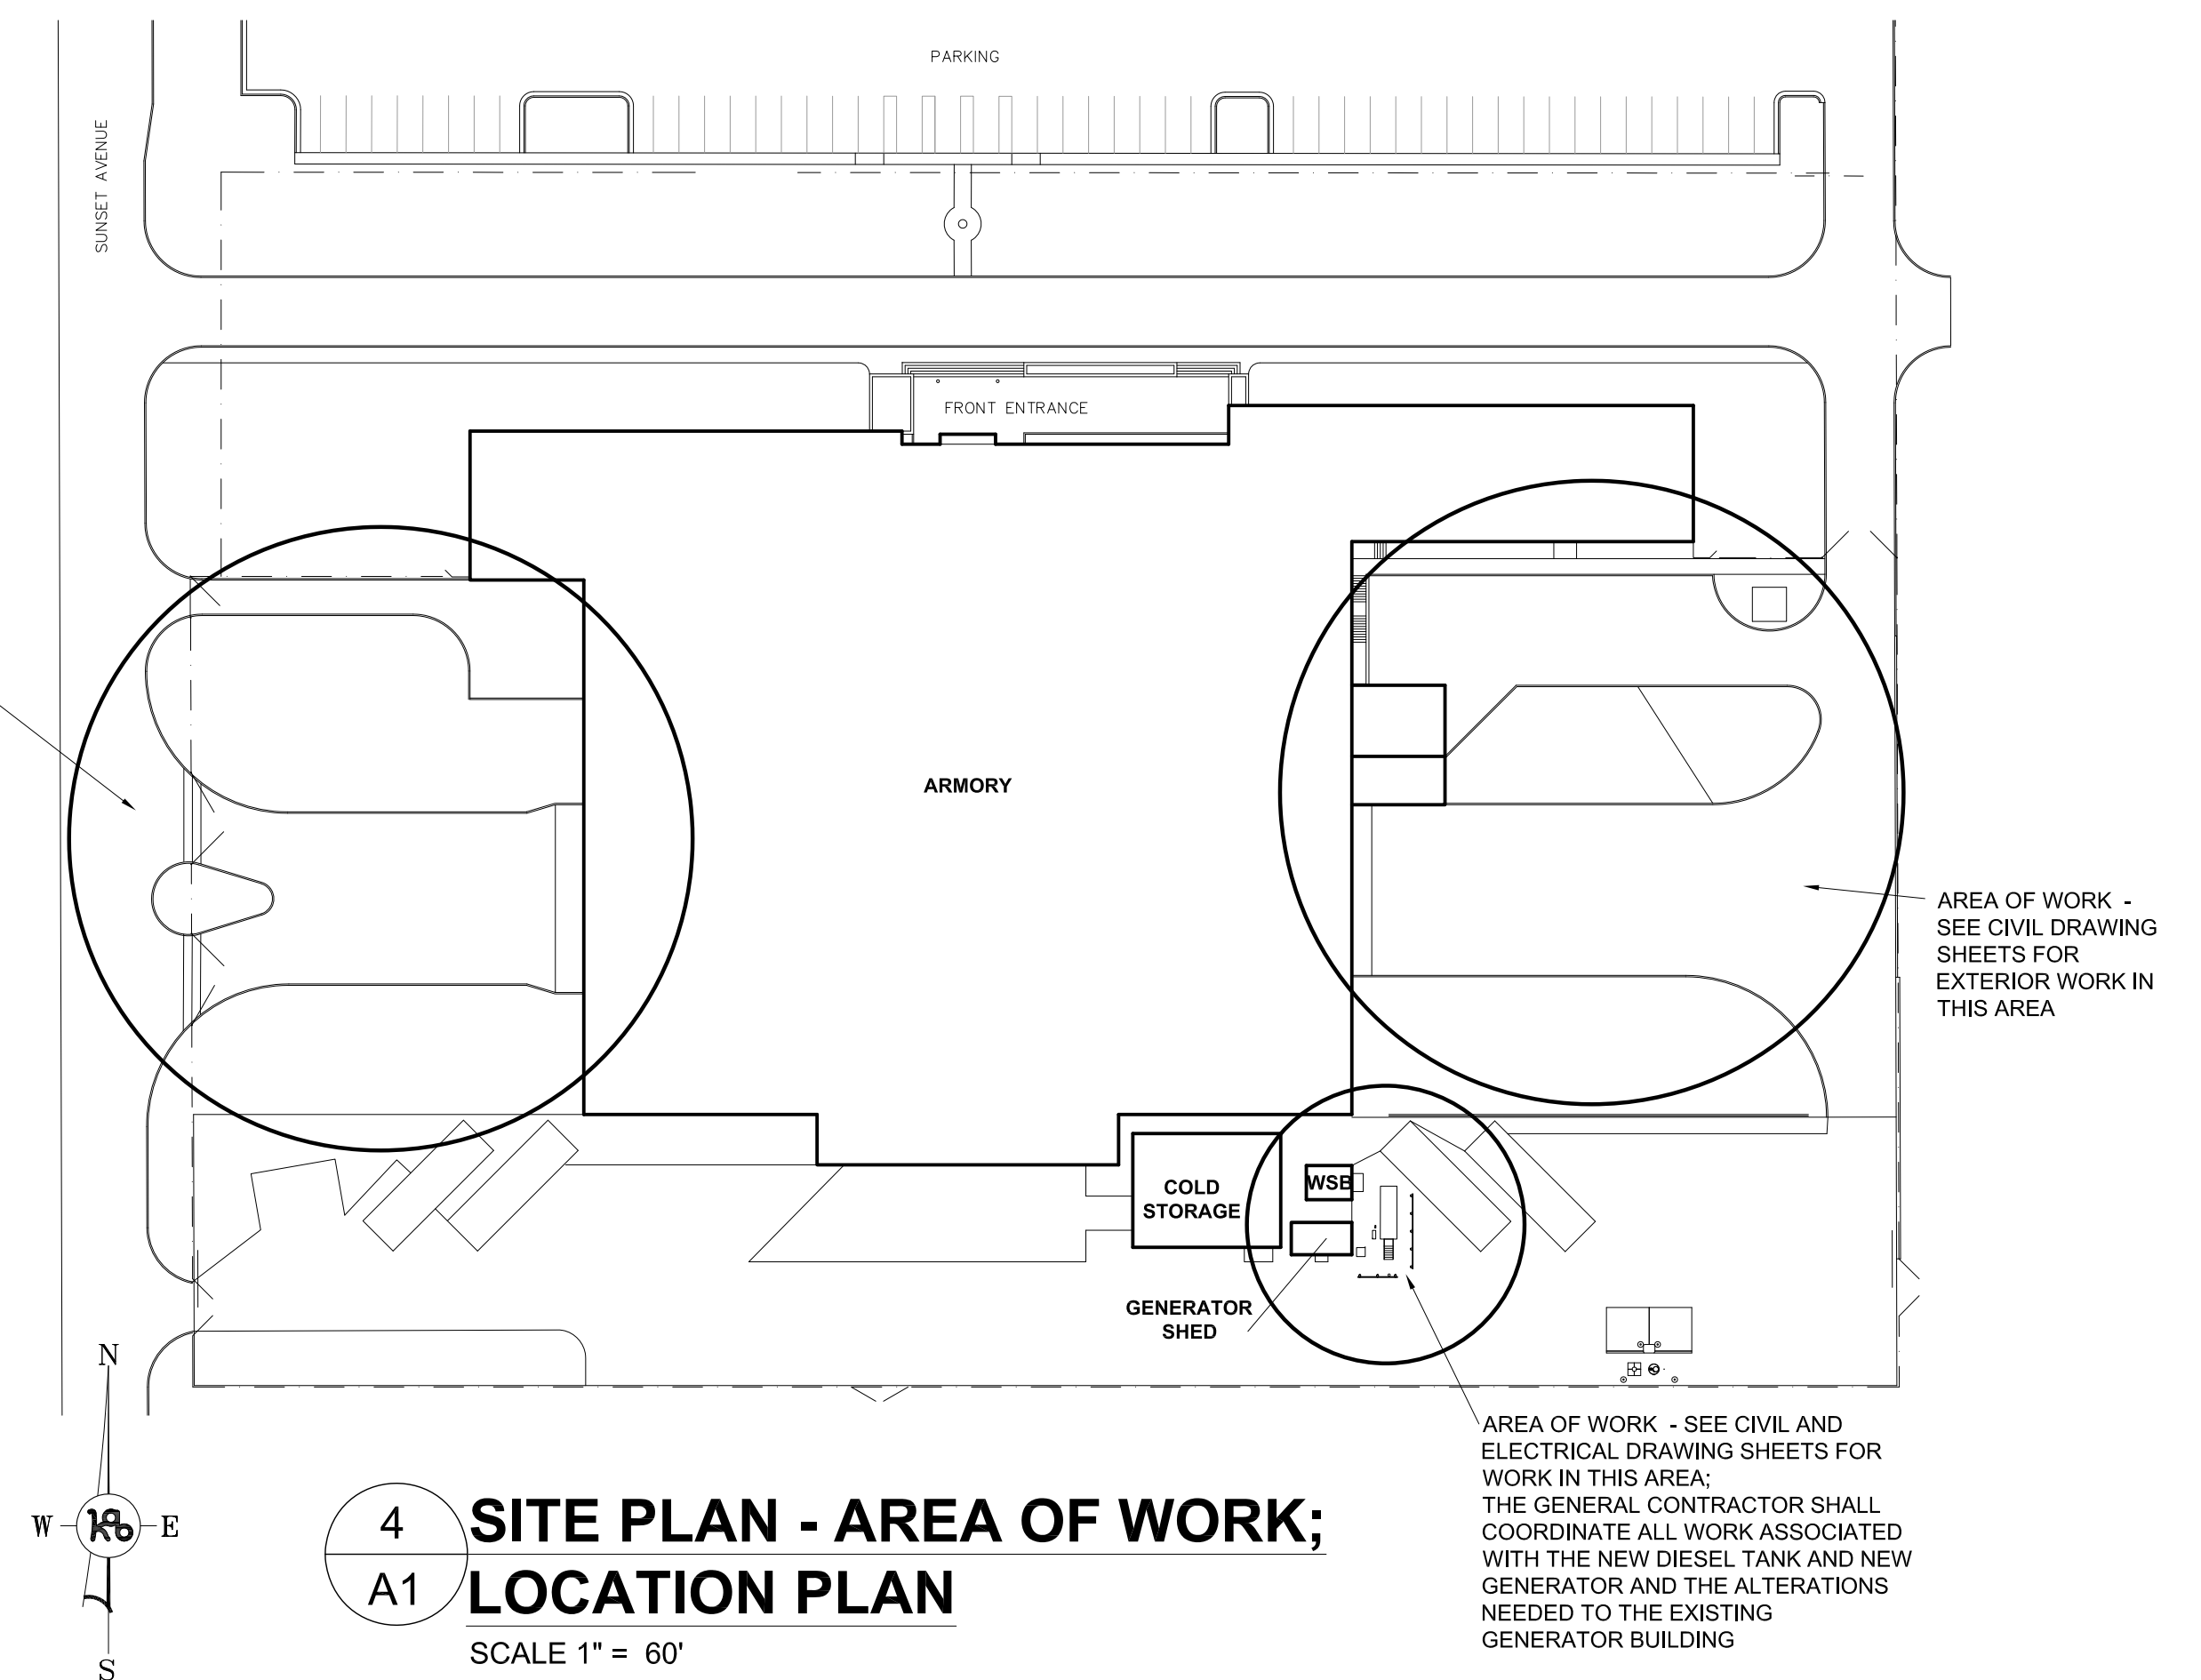 PARKING
SUNSET AVENUE
FRONT ENTRANCE
ARMORY
AREA OF WORK -
SEE CIVIL DRAWING
SHEETS FOR
EXTERIOR WORK IN
THIS AREA
COLD
STORAGE
WSB
GENERATOR
SHED
N
W
E
S
kab
4
A1
SITE PLAN - AREA OF WORK;
LOCATION PLAN
SCALE 1" = 60'
AREA OF WORK - SEE CIVIL AND
ELECTRICAL DRAWING SHEETS FOR
WORK IN THIS AREA;
THE GENERAL CONTRACTOR SHALL
COORDINATE ALL WORK ASSOCIATED
WITH THE NEW DIESEL TANK AND NEW
GENERATOR AND THE ALTERATIONS
NEEDED TO THE EXISTING
GENERATOR BUILDING